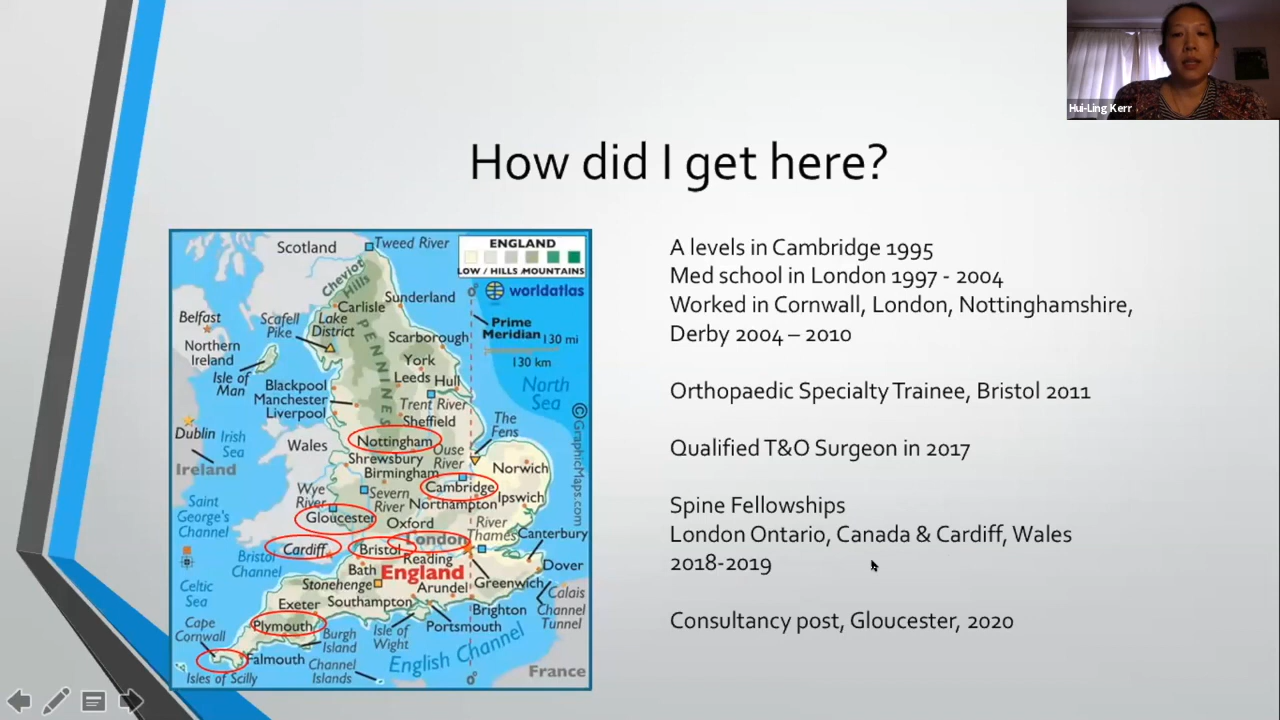 Hui-Ling Kerr
How did I get here?
A levels in Cambridge 1995
Med school in London 1997 - 2004
Worked in Cornwall, London, Nottinghamshire,
Derby 2004 – 2010
Orthopaedic Specialty Trainee, Bristol 2011
Qualified T&O Surgeon in 2017
Spine Fellowships
London Ontario, Canada & Cardiff, Wales
2018-2019
Consultancy post, Gloucester, 2020
Scotland
Tweed River
ENGLAND
LOW / HILLS / MOUNTAINS
worldatlas
Cheviot
Hills
Carlisle
Sunderland
0°
Belfast
Scafell
Pike
Lake
District
Prime
Meridian
130 mi
130 km
Northern
Ireland
Scarborough
PENNINES
York
Isle of
Man
Leeds
Hull
North
Sea
Blackpool
Manchester
Liverpool
Trent River
Sheffield
The
Fens
Dublin
Irish
Sea
Ireland
Wales
Nottingham
Ouse
River
Shrewsbury
Birmingham
Norwich
Wye
River
Severn
River
Cambridge
Northampton
Ipswich
Saint
George's
Channel
Gloucester
Oxford
River
Thames
London
Canterbury
Cardiff
Bristol
Reading
Bristol
Channel
Bath
England
Dover
Celtic
Sea
Stonehenge
Arundel
Greenwich
Calais
Channel
Tunnel
Exeter
Southampton
Brighton
Cape
Cornwall
Plymouth
Burgh
Island
Isle of
Wight
Portsmouth
Falmouth
Channel
Islands
English Channel
Isles of Scilly
France
0°
© GraphicMaps.com